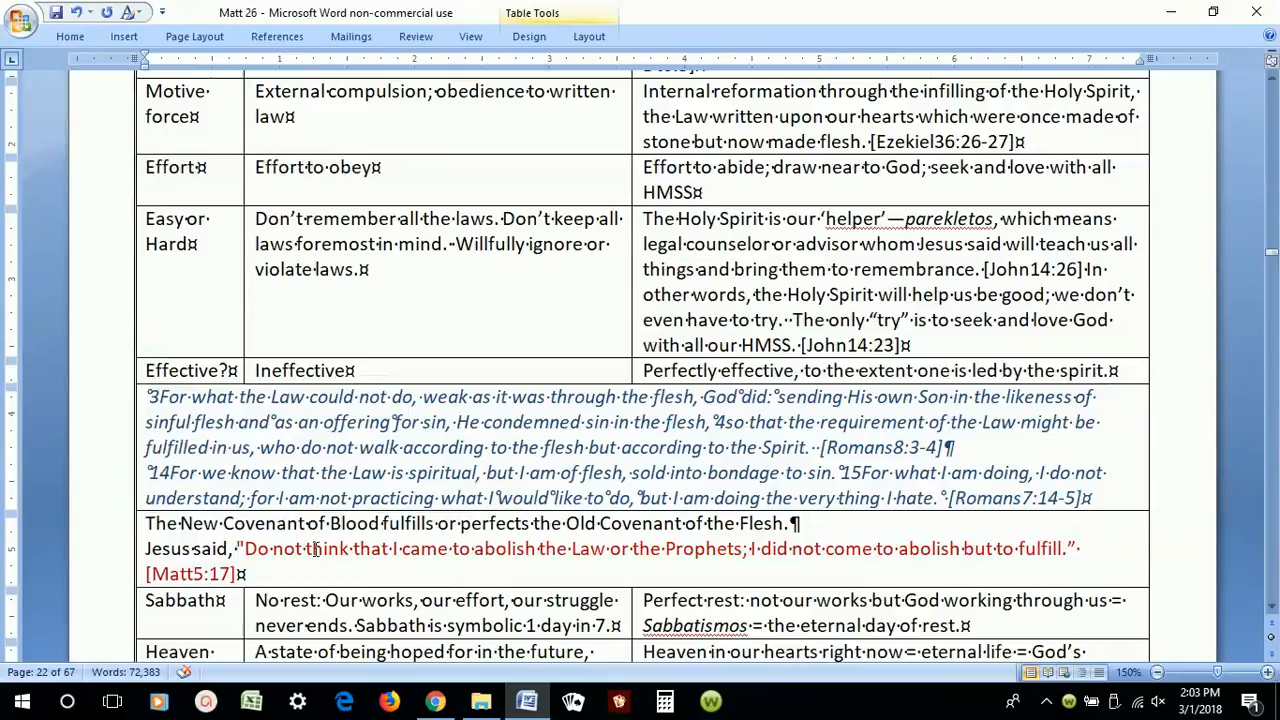 Matt 26 - Microsoft Word non-commercial use
Table Tools
Home Insert Page Layout References Mailings Review View Design Layout
1 2 3 4 5 6 7
Motive External compulsion; obedience to written Internal reformation through the infilling of the Holy Spirit,
force¤ law¤ the Law written upon our hearts which were once made of
stone but now made flesh. [Ezekiel36:26-27]¤
Effort¤ Effort to obey¤ Effort to abide; draw near to God; seek and love with all
HMSS¤
Easy or Don’t remember all the laws. Don’t keep all The Holy Spirit is our ‘helper’—parekletos, which means
Hard¤ laws foremost in mind. Willfully ignore or legal counselor or advisor whom Jesus said will teach us all
violate laws.¤ things and bring them to remembrance. [John14:26] In
other words, the Holy Spirit will help us be good; we don’t
even have to try. The only “try” is to seek and love God
with all our HMSS. [John14:23]¤
Effective?¤ Ineffective¤ Perfectly effective, to the extent one is led by the spirit.¤
3For what the Law could not do, weak as it was through the flesh, God did: sending His own Son in the likeness of
sinful flesh and as an offering for sin, He condemned sin in the flesh, 4so that the requirement of the Law might be
fulfilled in us, who do not walk according to the flesh but according to the Spirit. [Romans8:3-4]¶
14For we know that the Law is spiritual, but I am of flesh, sold into bondage to sin. 15For what I am doing, I do not
understand; for I am not practicing what I would like to do, but I am doing the very thing I hate. [Romans7:14-5]¤
The New Covenant of Blood fulfills or perfects the Old Covenant of the Flesh.¶
Jesus said, "Do not think that I came to abolish the Law or the Prophets; I did not come to abolish but to fulfill.”
[Matt5:17]¤
Sabbath¤ No rest: Our works, our effort, our struggle Perfect rest: not our works but God working through us =
never ends. Sabbath is symbolic 1 day in 7.¤ Sabbatismos = the eternal day of rest.¤
Heaven A state of being hoped for in the future, Heaven in our hearts right now = eternal life = God’s
Page: 22 of 67 Words: 72,383 150%
2:03 PM
3/1/2018